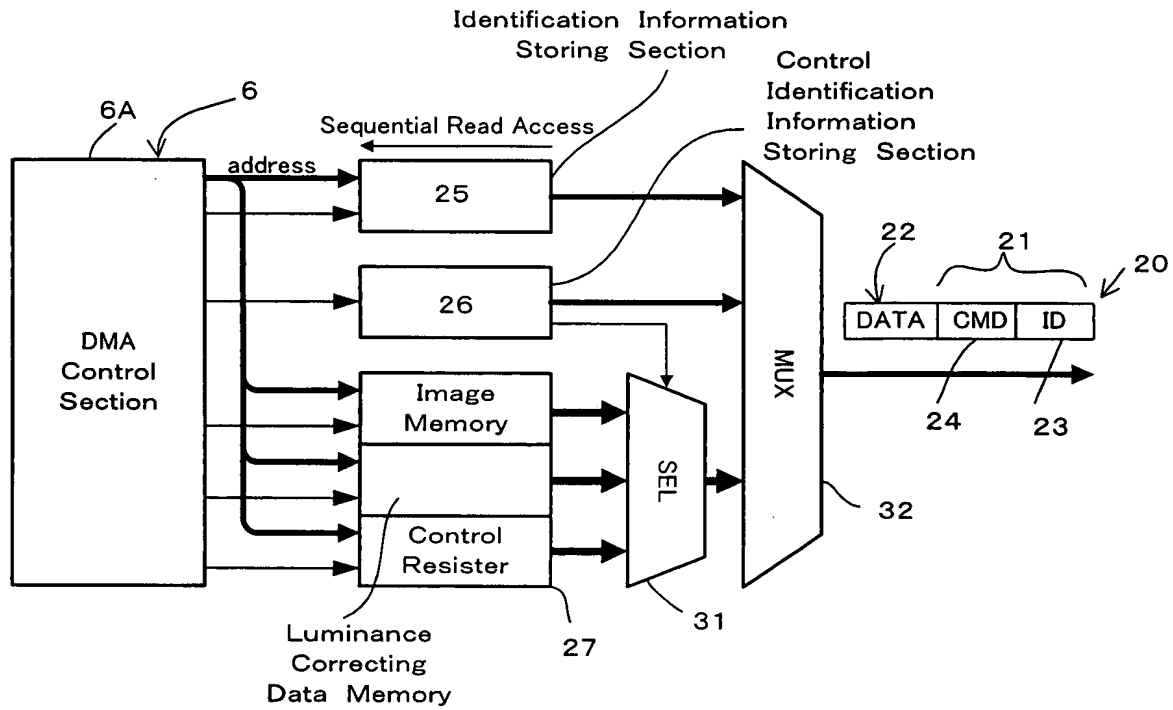 Identification Information
Storing Section
Control
Identification
Information
Storing Section
6A
6
Sequential Read Access
address
25
26
DMA
Control
Section
Image
Memory
Control
Resister
SEL
MUX
22
21
20
DATA
CMD
ID
24
23
32
31
27
Luminance
Correcting
Data Memory